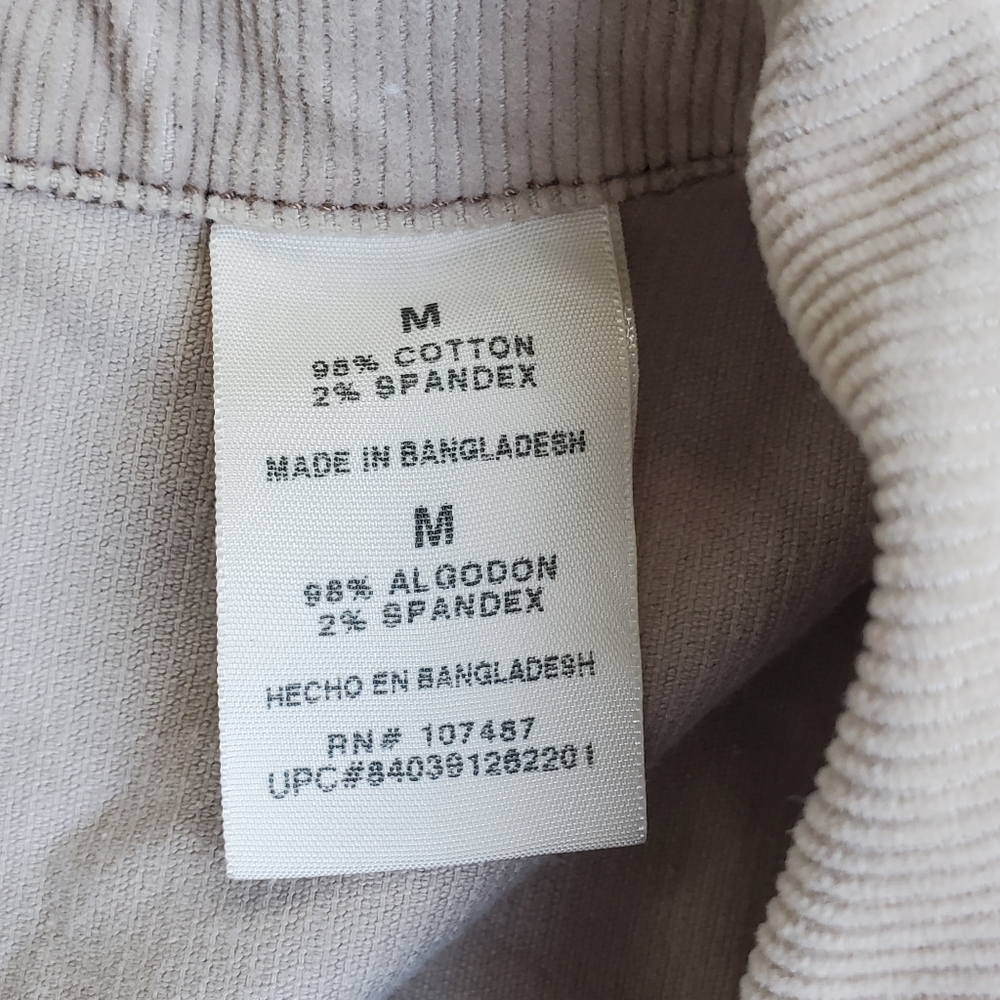 M
98% COTTON
2% SPANDEX
MADE IN BANGLADESH
M
98% ALGODON
2% SPANDEX
HECHO EN BANGLADESH
RN# 107487
UPC#840391262201